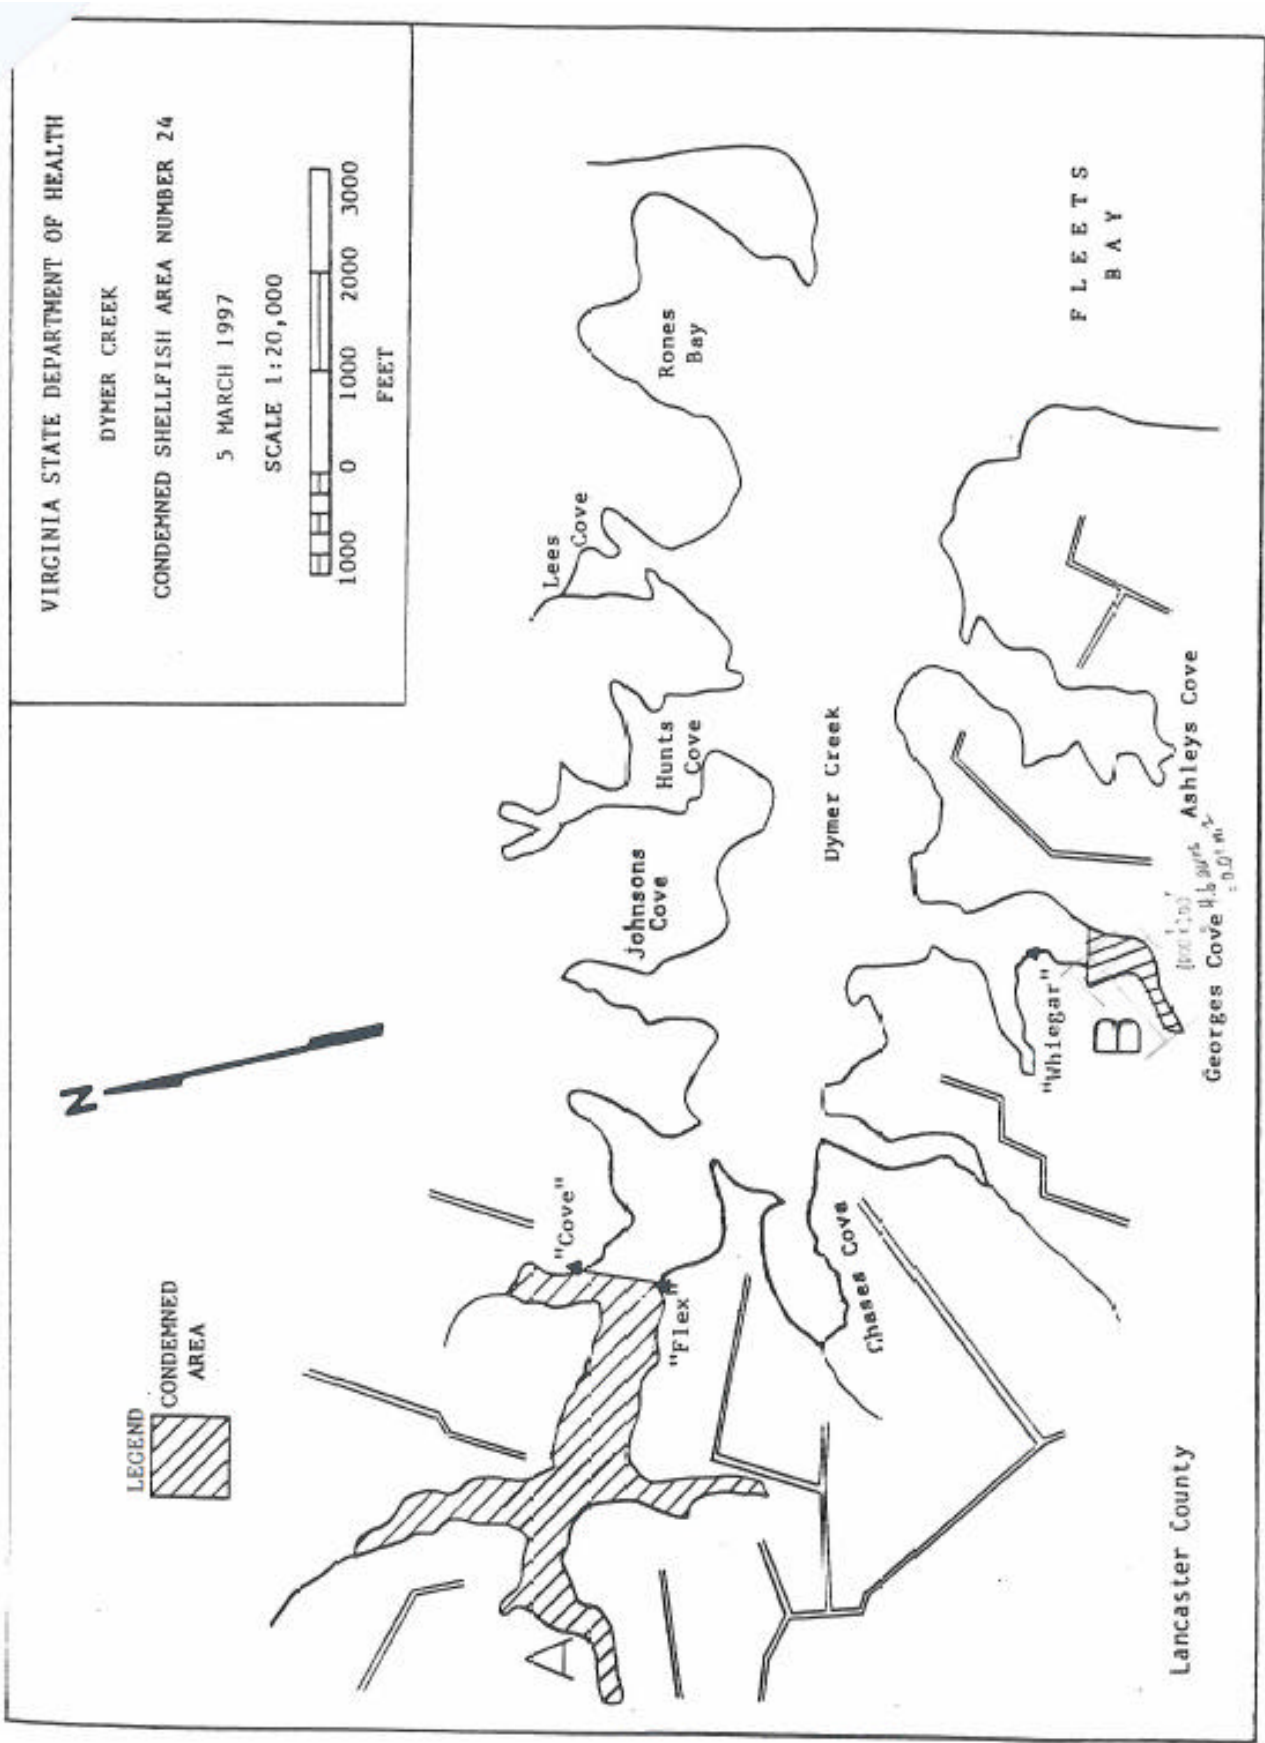 VIRGINIA STATE DEPARTMENT OF HEALTH
DYMER CREEK
CONDEMNED SHELLFISH AREA NUMBER 24
5 MARCH 1997
SCALE 1:20,000
1000 0 1000 2000 3000
FEET
N
LEGEND
CONDEMNED
AREA
Lees
Cove
Rones
Bay
Hunts
Cove
Johnsons
Cove
"Cove"
"Flex"
A
Dymer Creek
Chases Cove
FLEETS
BAY
"Whlegar"
B
Ashleys Cove
Georges Cove
Lancaster County